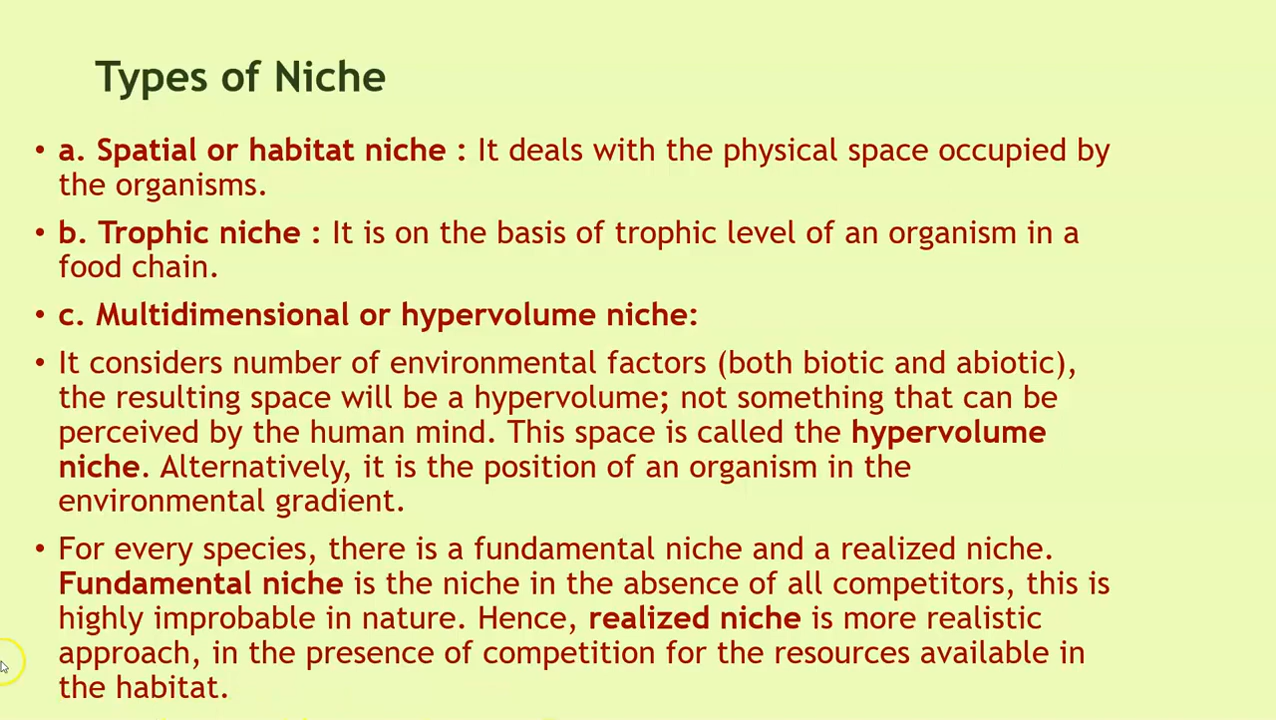 Types of Niche
• a. Spatial or habitat niche : It deals with the physical space occupied by
the organisms.
• b. Trophic niche : It is on the basis of trophic level of an organism in a
food chain.
• c. Multidimensional or hypervolume niche:
• It considers number of environmental factors (both biotic and abiotic),
the resulting space will be a hypervolume; not something that can be
perceived by the human mind. This space is called the hypervolume
niche. Alternatively, it is the position of an organism in the
environmental gradient.
• For every species, there is a fundamental niche and a realized niche.
Fundamental niche is the niche in the absence of all competitors, this is
highly improbable in nature. Hence, realized niche is more realistic
approach, in the presence of competition for the resources available in
the habitat.